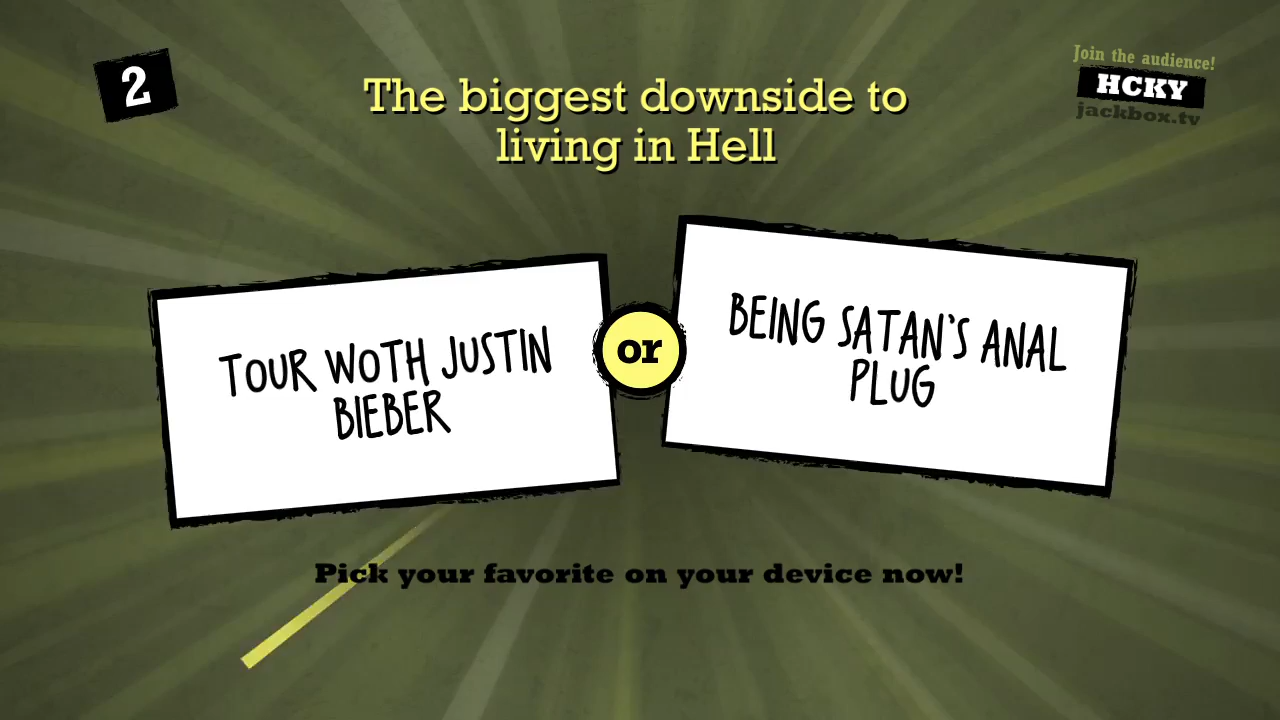 2
The biggest downside to
living in Hell
Join the audience!
HCKY
jackbox.tv
TOUR WOTH JUSTIN
BIEBER
or
BEING SATAN'S ANAL
PLUG
Pick your favorite on your device now!